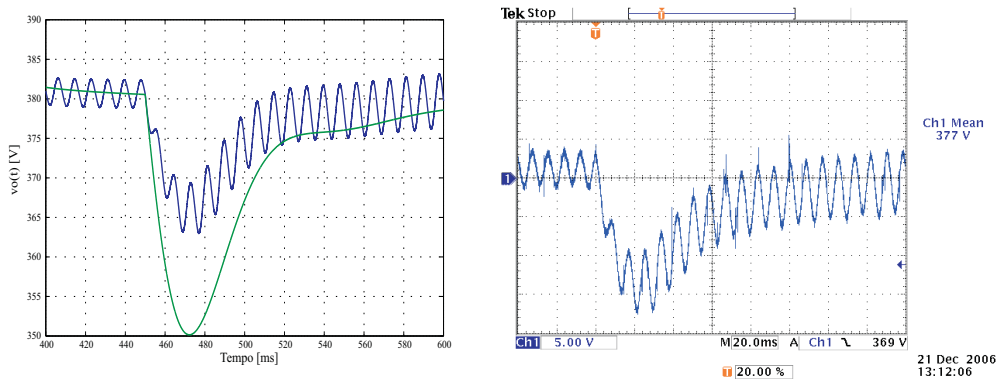 390
385
380
375
370
365
360
355
350
vo(t) [V]
400 420 440 460 480 500 520 540 560 580 600
Tempo [ms]
Tek Stop
T
T
1
Ch1 Mean
377 V
Ch1 5.00 V M 20.0ms A Ch1 369 V
T 20.00 %
21 Dec 2006
13:12:06